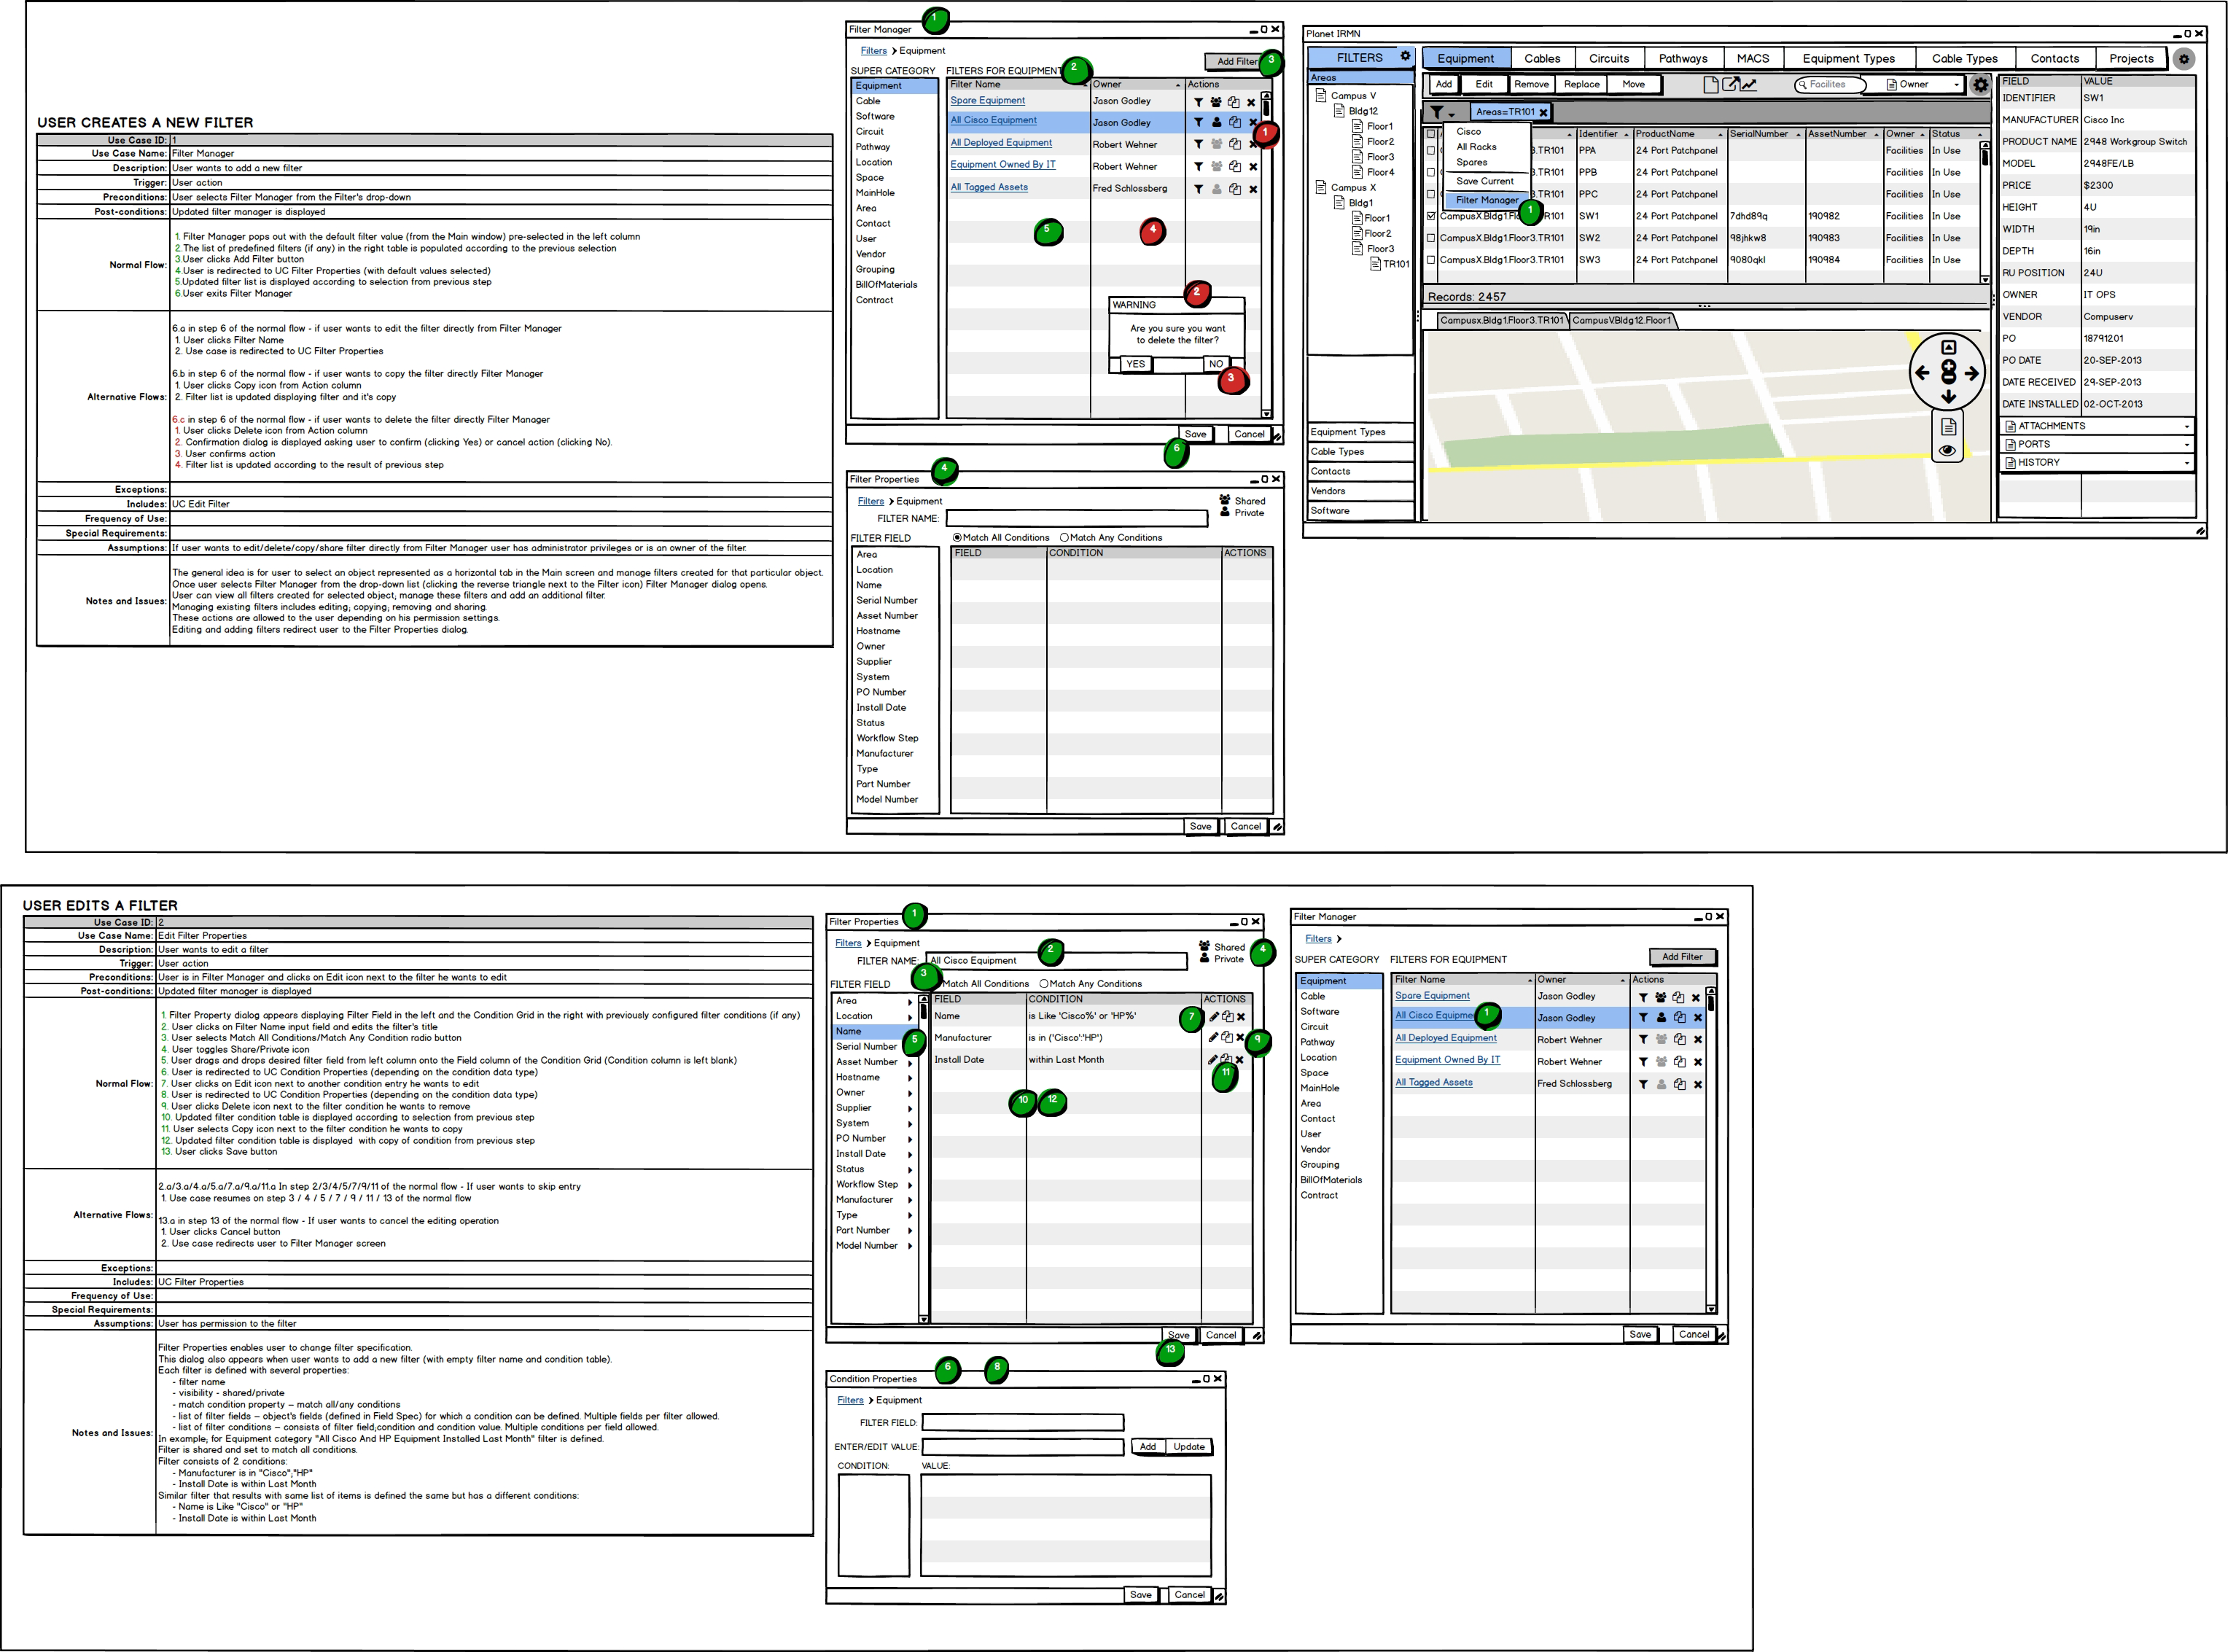 USER CREATES A NEW FILTER
Use Case ID: 1
Use Case Name: Filter Manager
Description: User wants to add a new filter
Trigger: User action
Preconditions: User selects Filter Manager from the Filter's drop-down
Post-conditions: Updated filter manager is displayed
Normal Flow:
1. Filter Manager pops out with the default filter value (from the Main window) pre-selected in the left column
2. The list of predefined filters (if any) in the right table is populated according to the previous selection
3. User clicks Add Filter button
4. User is redirected to UC Filter Properties (with default values selected)
5. Updated filter list is displayed according to selection from previous step
6. User exits Filter Manager
Alternative Flows:
6.a in step 6 of the normal flow - if user wants to edit the filter directly from Filter Manager
1. User clicks Filter Name
2. Use case is redirected to UC Filter Properties
6.b in step 6 of the normal flow - if user wants to copy the filter directly Filter Manager
1. User clicks Copy icon from Action column
2. Filter list is updated displaying filter and it's copy
6.c in step 6 of the normal flow - if user wants to delete the filter directly Filter Manager
1. User clicks Delete icon from Action column
2. Confirmation dialog is displayed asking user to confirm (clicking Yes) or cancel action (clicking No).
3. User confirms action
4. Filter list is updated according to the result of previous step
Exceptions:
Includes: UC Edit Filter
Frequency of Use:
Special Requirements:
Assumptions: If user wants to edit/delete/copy/share filter directly from Filter Manager user has administrator privileges or is an owner of the filter.
Notes and Issues:
The general idea is for user to select an object represented as a horizontal tab in the Main screen and manage filters created for that particular object.
Once user selects Filter Manager from the drop-down list (clicking the reverse triangle next to the Filter icon) Filter Manager dialog opens.
User can view all filters created for selected object, manage these filters and add an additional filter.
Managing existing filters includes editing, copying, removing and sharing.
These actions are allowed to the user depending on his permission settings.
Editing and adding filters redirect user to the Filter Properties dialog.
Filter Manager 1
Filters Equipment
Add Filter 3
SUPER CATEGORY FILTERS FOR EQUIPMENT 2
Filter Name Owner Actions
Equipment
Cable
Software
Circuit
Pathway
Location
Space
MainHole
Area
Contact
User
Vendor
Grouping
BillOfMaterials
Contract
Spare Equipment Jason Godley
All Cisco Equipment Jason Godley
1
All Deployed Equipment Robert Wehner
Equipment Owned By IT Robert Wehner
All Tagged Assets Fred Schlossberg
5 4
2
WARNING
Are you sure you want
to delete the filter?
YES NO
3
Save Cancel
6
Filter Properties 4
Filters Equipment
Shared
Private
FILTER NAME:
FILTER FIELD Match All Conditions Match Any Conditions
FIELD CONDITION ACTIONS
Area
Location
Name
Serial Number
Asset Number
Hostname
Owner
Supplier
System
PO Number
Install Date
Status
Workflow Step
Manufacturer
Type
Part Number
Model Number
Save Cancel
Planet IRMN
FILTERS
Equipment Cables Circuits Pathways MACS Equipment Types Cable Types Contacts Projects
Areas
Campus V
Bldg12
Floor1
Floor2
Floor3
Floor4
Campus X
Bldg1
Floor1
Floor2
Floor3
TR101
Equipment Types
Cable Types
Contacts
Vendors
Software
Add Edit Remove Replace Move Facilites Owner
Areas=TR101
Cisco
All Racks
Spares
Save Current
Filter Manager
1
Identifier ProductName SerialNumber AssetNumber Owner Status
3.TR101 PPA 24 Port Patchpanel Facilities In Use
3.TR101 PPB 24 Port Patchpanel Facilities In Use
3.TR101 PPC 24 Port Patchpanel Facilities In Use
CampusX.Bldg1.Flo R101 SW1 24 Port Patchpanel 7dhd89q 190982 Facilities In Use
CampusX.Bldg1.Floor3.TR101 SW2 24 Port Patchpanel 98jhkw8 190983 Facilities In Use
CampusX.Bldg1.Floor3.TR101 SW3 24 Port Patchpanel 9080qkl 190984 Facilities In Use
Records: 2457
Campusx.Bldg1.Floor3.TR101 CampusV.Bldg12.Floor1
FIELD VALUE
IDENTIFIER SW1
MANUFACTURER Cisco Inc
PRODUCT NAME 2948 Workgroup Switch
MODEL 2948FE/LB
PRICE $2300
HEIGHT 4U
WIDTH 19in
DEPTH 16in
RU POSITION 24U
OWNER IT OPS
VENDOR Compuserv
PO 18791201
PO DATE 20-SEP-2013
DATE RECEIVED 29-SEP-2013
DATE INSTALLED 02-OCT-2013
ATTACHMENTS
PORTS
HISTORY
USER EDITS A FILTER
Use Case ID: 2
Use Case Name: Edit Filter Properties
Description: User wants to edit a filter
Trigger: User action
Preconditions: User is in Filter Manager and clicks on Edit icon next to the filter he wants to edit
Post-conditions: Updated filter manager is displayed
Normal Flow:
1. Filter Property dialog appears displaying Filter Field in the left and the Condition Grid in the right with previously configured filter conditions (if any)
2. User clicks on Filter Name input field and edits the filter's title
3. User selects Match All Conditions/Match Any Condition radio button
4. User toggles Share/Private icon
5. User drags and drops desired filter field from left column onto the Field column of the Condition Grid (Condition column is left blank)
6. User is redirected to UC Condition Properties (depending on the condition data type)
7. User clicks on Edit icon next to another condition entry he wants to edit
8. User is redirected to UC Condition Properties (depending on the condition data type)
9. User clicks Delete icon next to the filter condition he wants to remove
10. Updated filter condition table is displayed according to selection from previous step
11. User selects Copy icon next to the filter condition he wants to copy
12. Updated filter condition table is displayed with copy of condition from previous step
13. User clicks Save button
Alternative Flows:
2.a/3.a/4.a/5.a/7.a/9.a/11.a In step 2/3/4/5/7/9/11 of the normal flow - If user wants to skip entry
1. Use case resumes on step 3 / 4 / 5 / 7 / 9 / 11 / 13 of the normal flow
13.a in step 13 of the normal flow - If user wants to cancel the editing operation
1. User clicks Cancel button
2. Use case redirects user to Filter Manager screen
Exceptions:
Includes: UC Filter Properties
Frequency of Use:
Special Requirements:
Assumptions: User has permission to the filter
Notes and Issues:
Filter Properties enables user to change filter specification.
This dialog also appears when user wants to add a new filter (with empty filter name and condition table).
Each filter is defined with several properties:
- filter name
- visibility - shared/private
- match condition property – match all/any conditions
- list of filter fields – object's fields (defined in Field Spec) for which a condition can be defined. Multiple fields per filter allowed.
- list of filter conditions – consists of filter field,condition and condition value. Multiple conditions per field allowed.
In example, for Equipment category "All Cisco And HP Equipment Installed Last Month" filter is defined.
Filter is shared and set to match all conditions.
Filter consists of 2 conditions:
- Manufacturer is in "Cisco","HP"
- Install Date is within Last Month
Similar filter that results with same list of items is defined the same but has a different conditions:
- Name is Like "Cisco" or "HP"
- Install Date is within Last Month
Filter Properties 1
Filters Equipment
Shared
Private
4
FILTER NAME: All Cisco Equipment 2
3
FILTER FIELD Match All Conditions Match Any Conditions
FIELD CONDITION ACTIONS
Area
Location
Name
Serial Number
Asset Number
Hostname
Owner
Supplier
System
PO Number
Install Date
Status
Workflow Step
Manufacturer
Type
Part Number
Model Number
Name is Like 'Cisco%' or 'HP%' 7
5
Manufacturer is in ('Cisco':'HP') 9
Install Date within Last Month
11
10 12
Save Cancel
13
Filter Manager
Filters
Add Filter
SUPER CATEGORY FILTERS FOR EQUIPMENT
Filter Name Owner Actions
Equipment
Cable
Software
Circuit
Pathway
Location
Space
MainHole
Area
Contact
User
Vendor
Grouping
BillOfMaterials
Contract
Spare Equipment Jason Godley
All Cisco Equipme 1 Jason Godley
All Deployed Equipment Robert Wehner
Equipment Owned By IT Robert Wehner
All Tagged Assets Fred Schlossberg
Save Cancel
6 8
Condition Properties
Filters Equipment
FILTER FIELD:
ENTER/EDIT VALUE: Add Update
CONDITION: VALUE:
Save Cancel